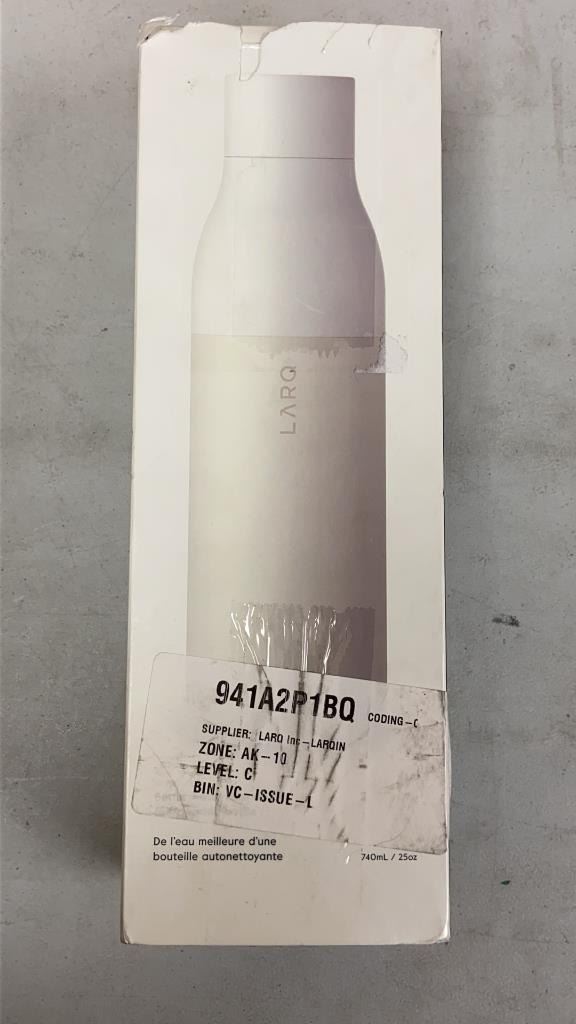 LARQ
941A2P1BQ CODING-C
SUPPLIER: LARQ Inc-LARQIN
ZONE: AK-10
LEVEL: C
BIN: VC-ISSUE-L
De l'eau meilleure d'une
bouteille autonettoyante
740mL / 25oz